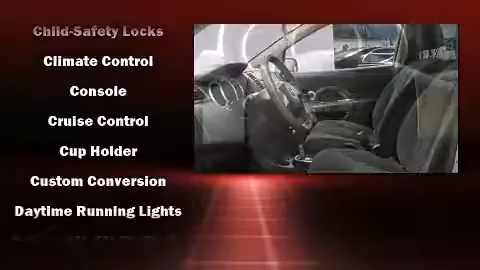 Child-Safety Locks
Climate Control
Console
Cruise Control
Cup Holder
Custom Conversion
Daytime Running Lights